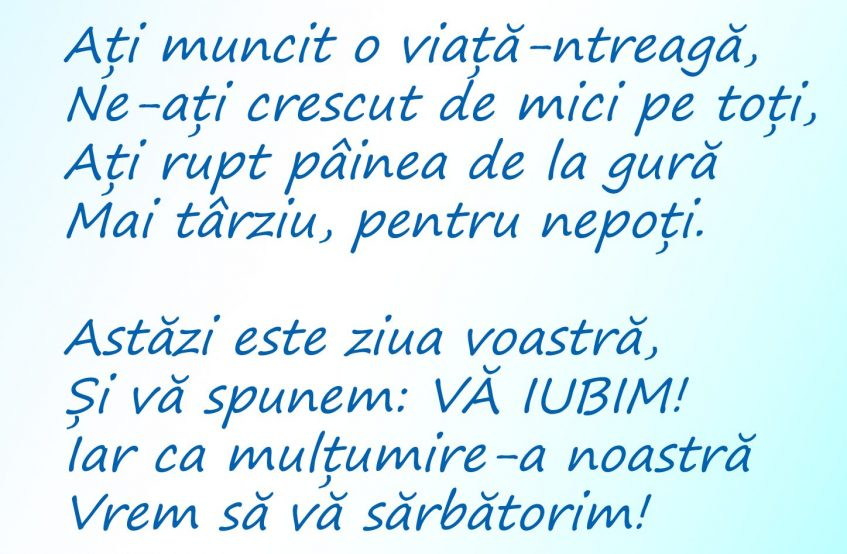 Ați muncit o viață-ntreagă,
Ne-ați crescut de mici pe toți,
Ați rupt pâinea de la gură
Mai târziu, pentru nepoți.
Astăzi este ziua voastră,
Și vă spunem: VĂ IUBIM!
Iar ca mulțumire-a noastră
Vrem să vă sărbătorim!